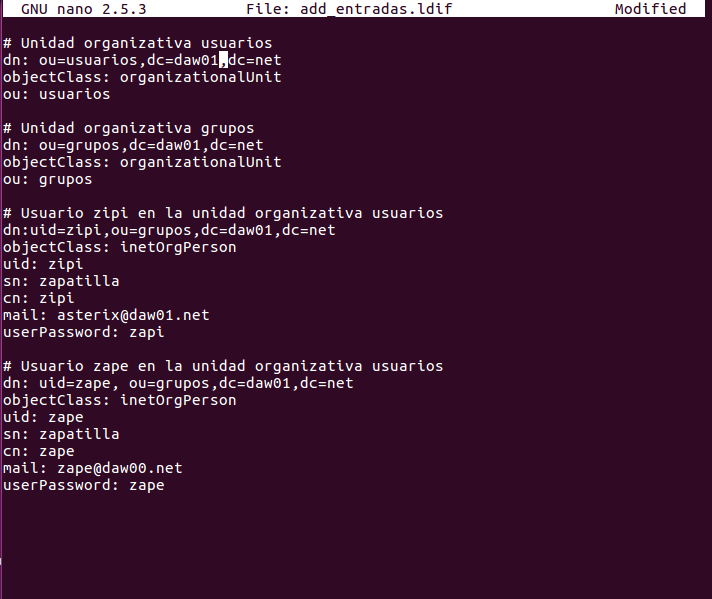 GNU nano 2.5.3 File: add_entradas.ldif Modified
# Unidad organizativa usuarios
dn: ou=usuarios,dc=daw01,dc=net
objectClass: organizationalUnit
ou: usuarios
# Unidad organizativa grupos
dn: ou=grupos,dc=daw01,dc=net
objectClass: organizationalUnit
ou: grupos
# Usuario zipi en la unidad organizativa usuarios
dn:uid=zipi,ou=grupos,dc=daw01,dc=net
objectClass: inetOrgPerson
uid: zipi
sn: zapatilla
cn: zipi
mail: asterix@daw01.net
userPassword: zapi
# Usuario zape en la unidad organizativa usuarios
dn: uid=zape, ou=grupos,dc=daw01,dc=net
objectClass: inetOrgPerson
uid: zape
sn: zapatilla
cn: zape
mail: zape@daw00.net
userPassword: zape